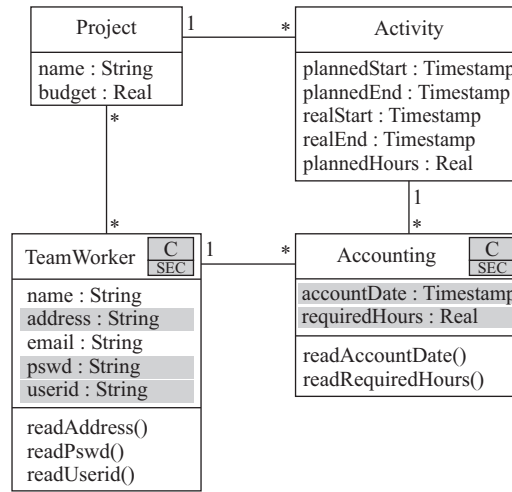 Project
name : String
budget : Real
1
*
Activity
plannedStart : Timestamp
plannedEnd : Timestamp
realStart : Timestamp
realEnd : Timestamp
plannedHours : Real
*
*
1
*
TeamWorker
C
SEC
name : String
address : String
email : String
pswd : String
userid : String
readAddress()
readPswd()
readUserid()
1
*
Accounting
C
SEC
accountDate : Timestamp
requiredHours : Real
readAccountDate()
readRequiredHours()